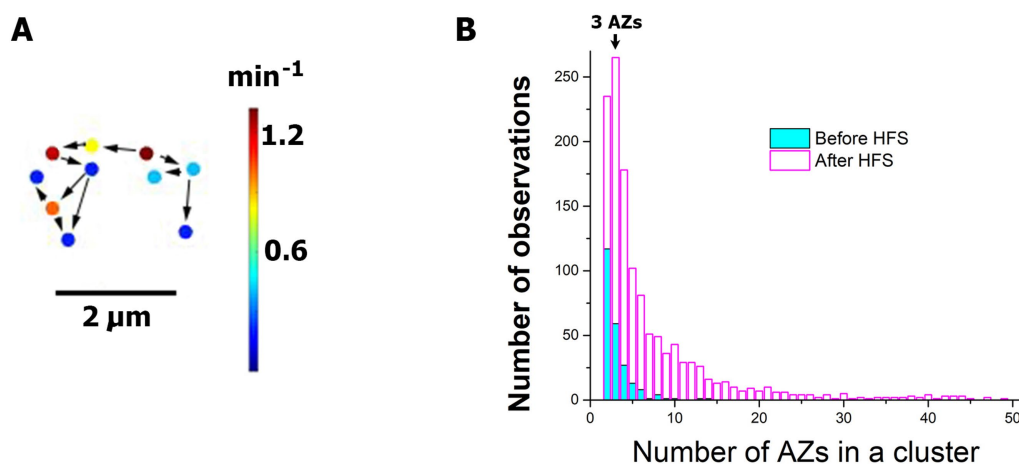 A
min-1
1.2
0.6
2 µm
B
3 AZs
Number of observations
250
200
150
100
50
0
Before HFS
After HFS
0 10 20 30 40 50
Number of AZs in a cluster